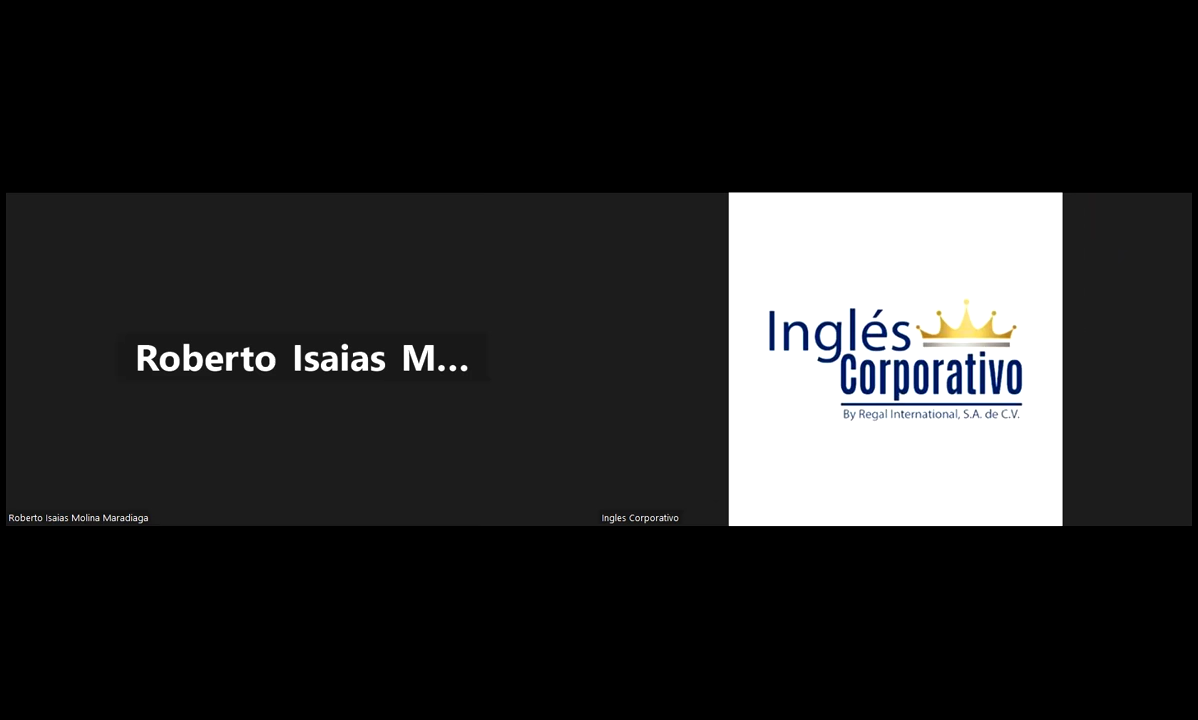 Roberto Isaias M...
Roberto Isaias Molina Maradiaga
Inglés
Corporativo
By Regal International, S.A. de C.V.
Ingles Corporativo